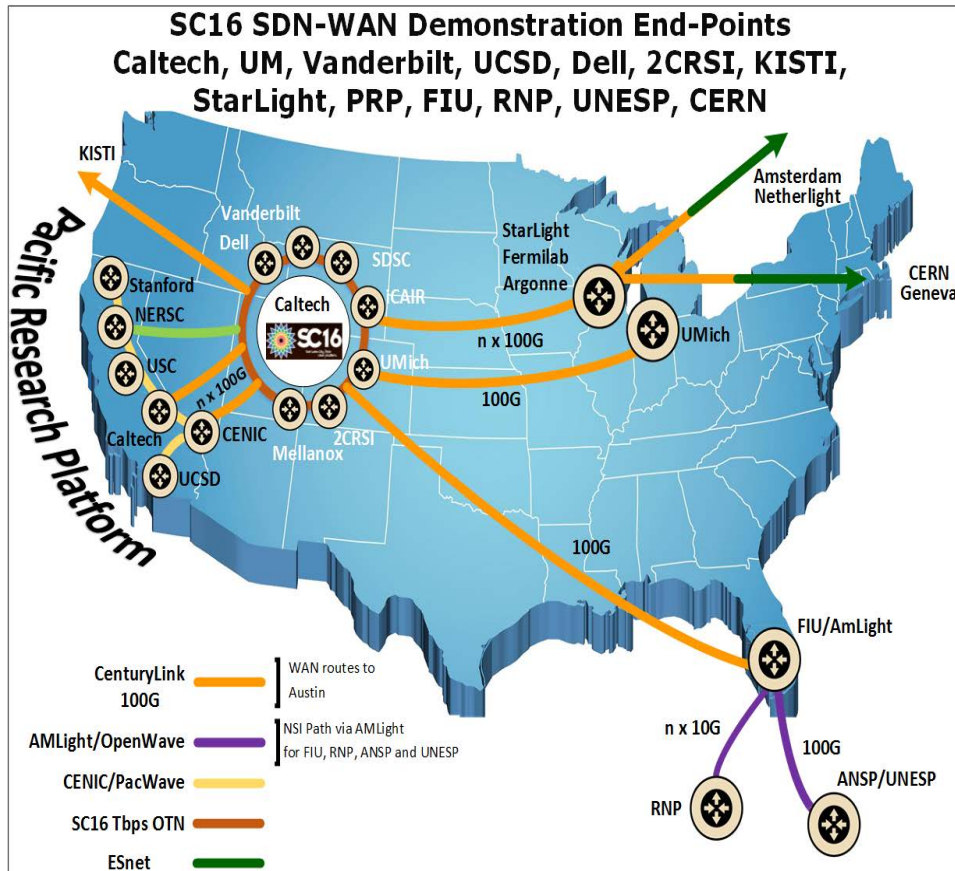 SC16 SDN-WAN Demonstration End-Points
Caltech, UM, Vanderbilt, UCSD, Dell, 2CRSI, KISTI,
StarLight, PRP, FIU, RNP, UNESP, CERN
KISTI
Pacific Research Platform
Vanderbilt
Dell
SDSC
iCAIR
UMich
2CRSI
Mellanox
Caltech
SC16
Stanford
NERSC
USC
Caltech
CENIC
UCSD
n x 100G
StarLight
Fermilab
Argonne
Amsterdam
Netherlight
CERN
Geneva
UMich
n x 100G
100G
100G
FIU/AmLight
n x 10G
100G
RNP
ANSP/UNESP
CenturyLink
100G
WAN routes to
Austin
AMLight/OpenWave
NSI Path via AMLight
for FIU, RNP, ANSP and UNESP
CENIC/PacWave
SC16 Tbps OTN
ESnet